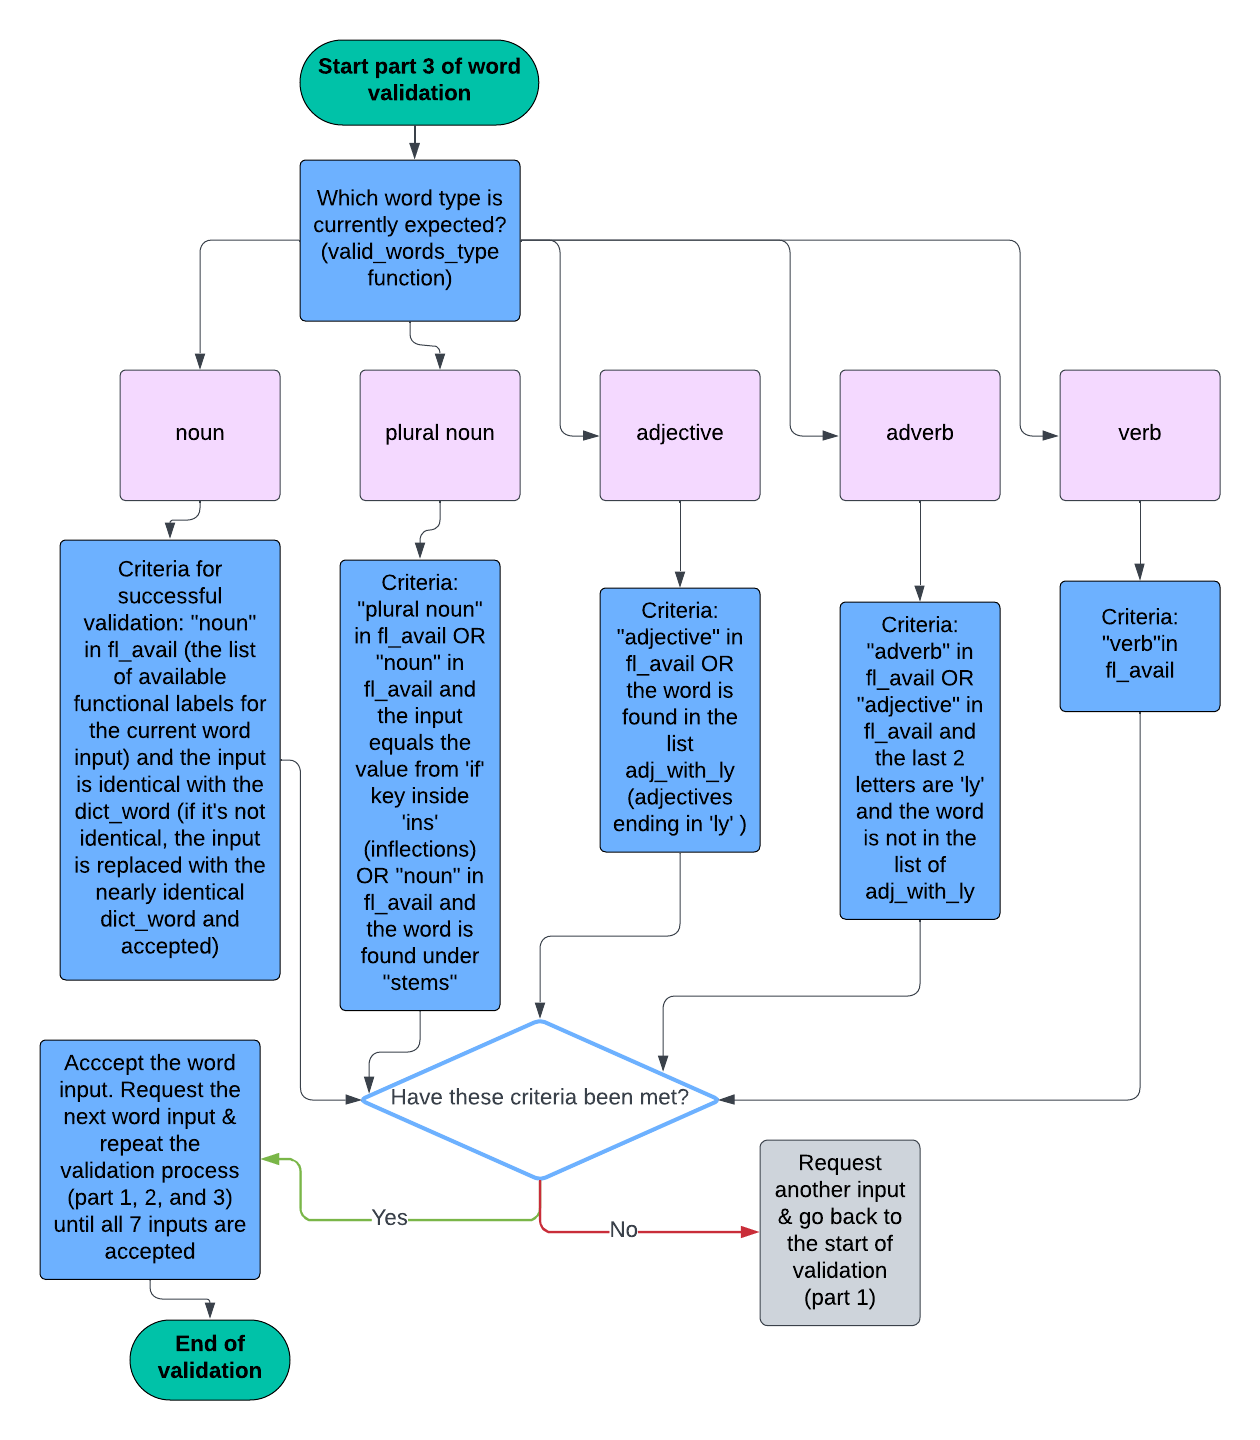 Start part 3 of word
validation
Which word type is
currently expected?
(valid_words_type
function)
noun
plural noun
adjective
adverb
verb
Criteria for
successful
validation: "noun"
in fl_avail (the list
of available
functional labels for
the current word
input) and the input
is identical with the
dict_word (if it's not
identical, the input
is replaced with the
nearly identical
dict_word and
accepted)
Criteria:
"plural noun"
in fl_avail OR
"noun" in
fl_avail and
the input
equals the
value from 'if'
key inside
'ins'
(inflections)
OR "noun" in
fl_avail and
the word is
found under
"stems"
Criteria:
"adjective" in
fl_avail OR
the word is
found in the
list
adj_with_ly
(adjectives
ending in 'ly' )
Criteria:
"adverb" in
fl_avail OR
"adjective" in
fl_avail and
the last 2
letters are 'ly'
and the word
is not in the
list of
adj_with_ly
Criteria:
"verb"in
fl_avail
Have these criteria been met?
Acccept the word
input. Request the
next word input &
repeat the
validation process
(part 1, 2, and 3)
until all 7 inputs are
accepted
Yes
No
Request
another input
& go back to
the start of
validation
(part 1)
End of
validation